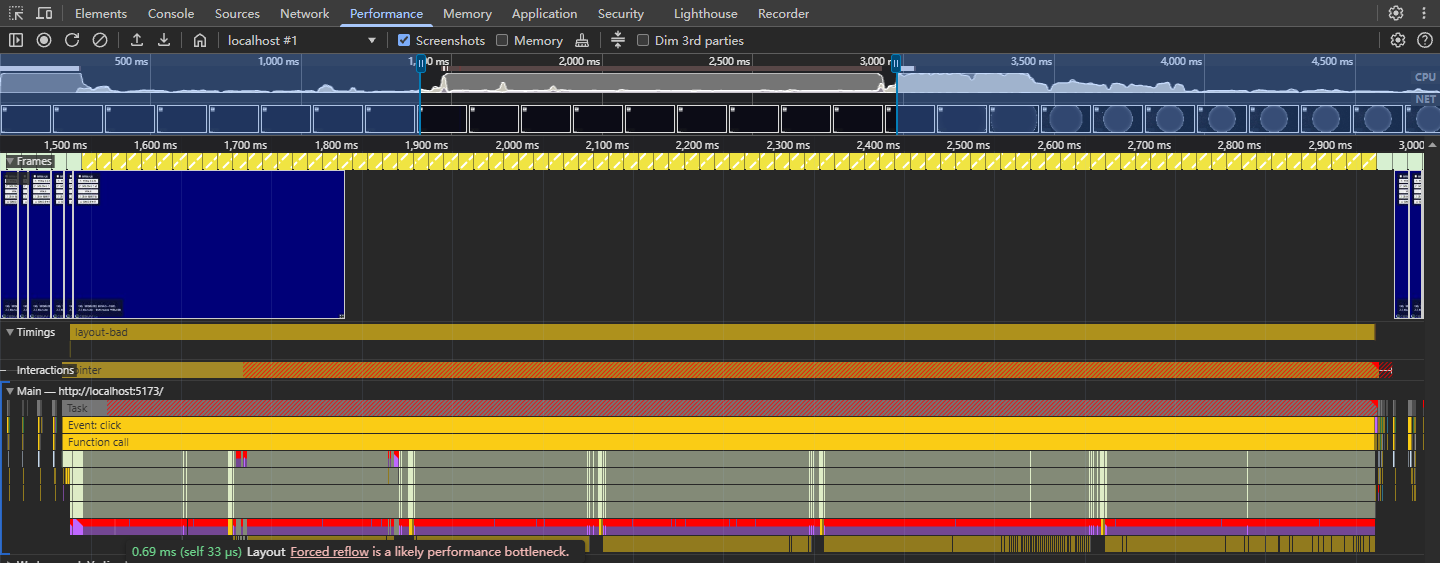 Elements Console Sources Network Performance Memory Application Security Lighthouse Recorder
localhost #1 Screenshots Memory Dim 3rd parties
500 ms 1,000 ms 2,000 ms 2,500 ms 3,000 ms 3,500 ms 4,000 ms 4,500 ms
CPU
NET
1,500 ms 1,600 ms 1,700 ms 1,800 ms 1,900 ms 2,000 ms 2,100 ms 2,200 ms 2,300 ms 2,400 ms 2,500 ms 2,600 ms 2,700 ms 2,800 ms 2,900 ms 3,000
Frames
Timings layout-bad
Interactions inter
Main — http://localhost:5173/
Task
Event: click
Function call
0.69 ms (self 33 µs) Layout Forced reflow is a likely performance bottleneck.